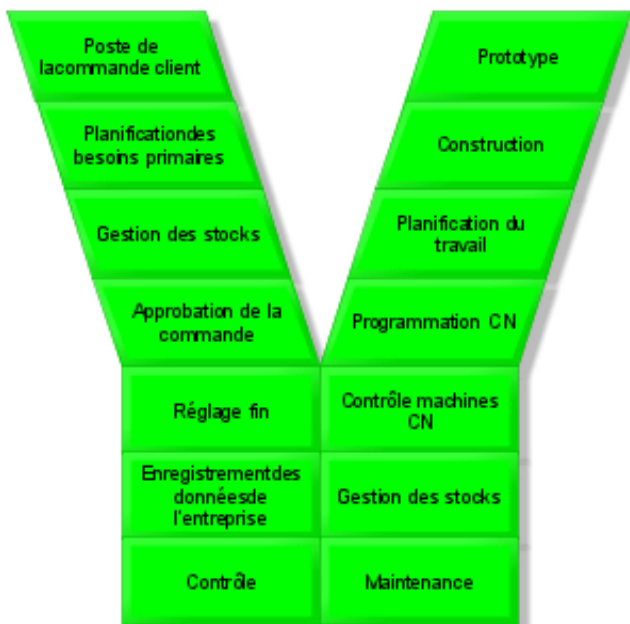 Poste de
lacommande client
Prototype
Planificationdes
besoins primaires
Construction
Gestion des stocks
Planification du
travail
Approbation de la
commande
Programmation CN
Réglage fin
Contrôle machines
CN
Enregistrementdes
donnéesde
l'entreprise
Gestion des stocks
Contrôle
Maintenance